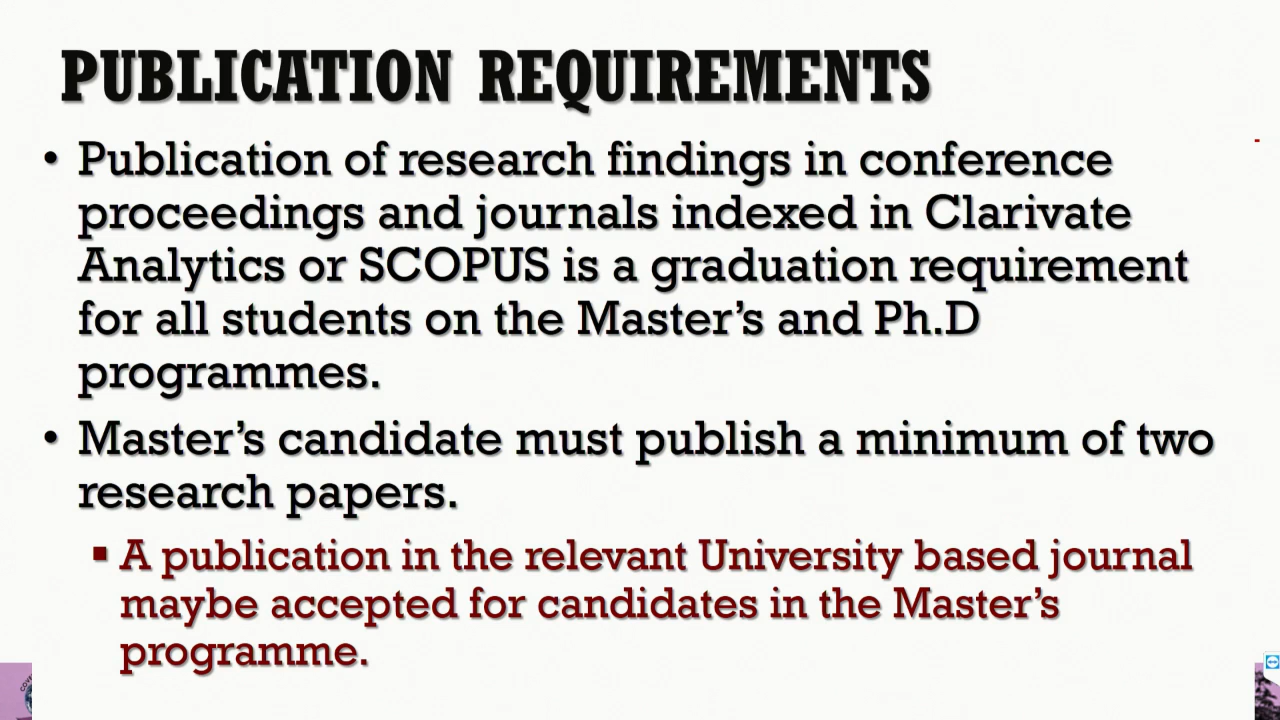 PUBLICATION REQUIREMENTS
• Publication of research findings in conference
proceedings and journals indexed in Clarivate
Analytics or SCOPUS is a graduation requirement
for all students on the Master’s and Ph.D
programmes.
• Master’s candidate must publish a minimum of two
research papers.
▪ A publication in the relevant University based journal
maybe accepted for candidates in the Master’s
programme.